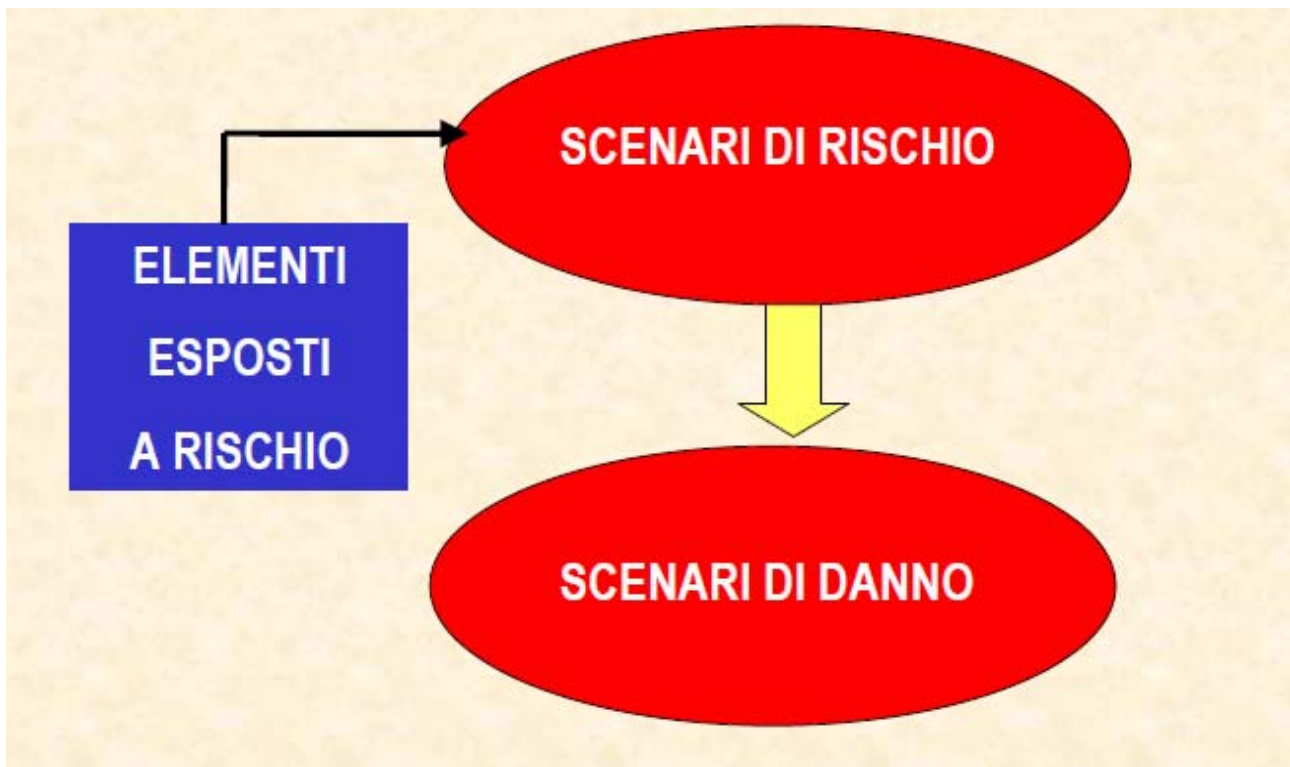 SCENARI DI RISCHIO
ELEMENTI
ESPOSTI
A RISCHIO
SCENARI DI DANNO